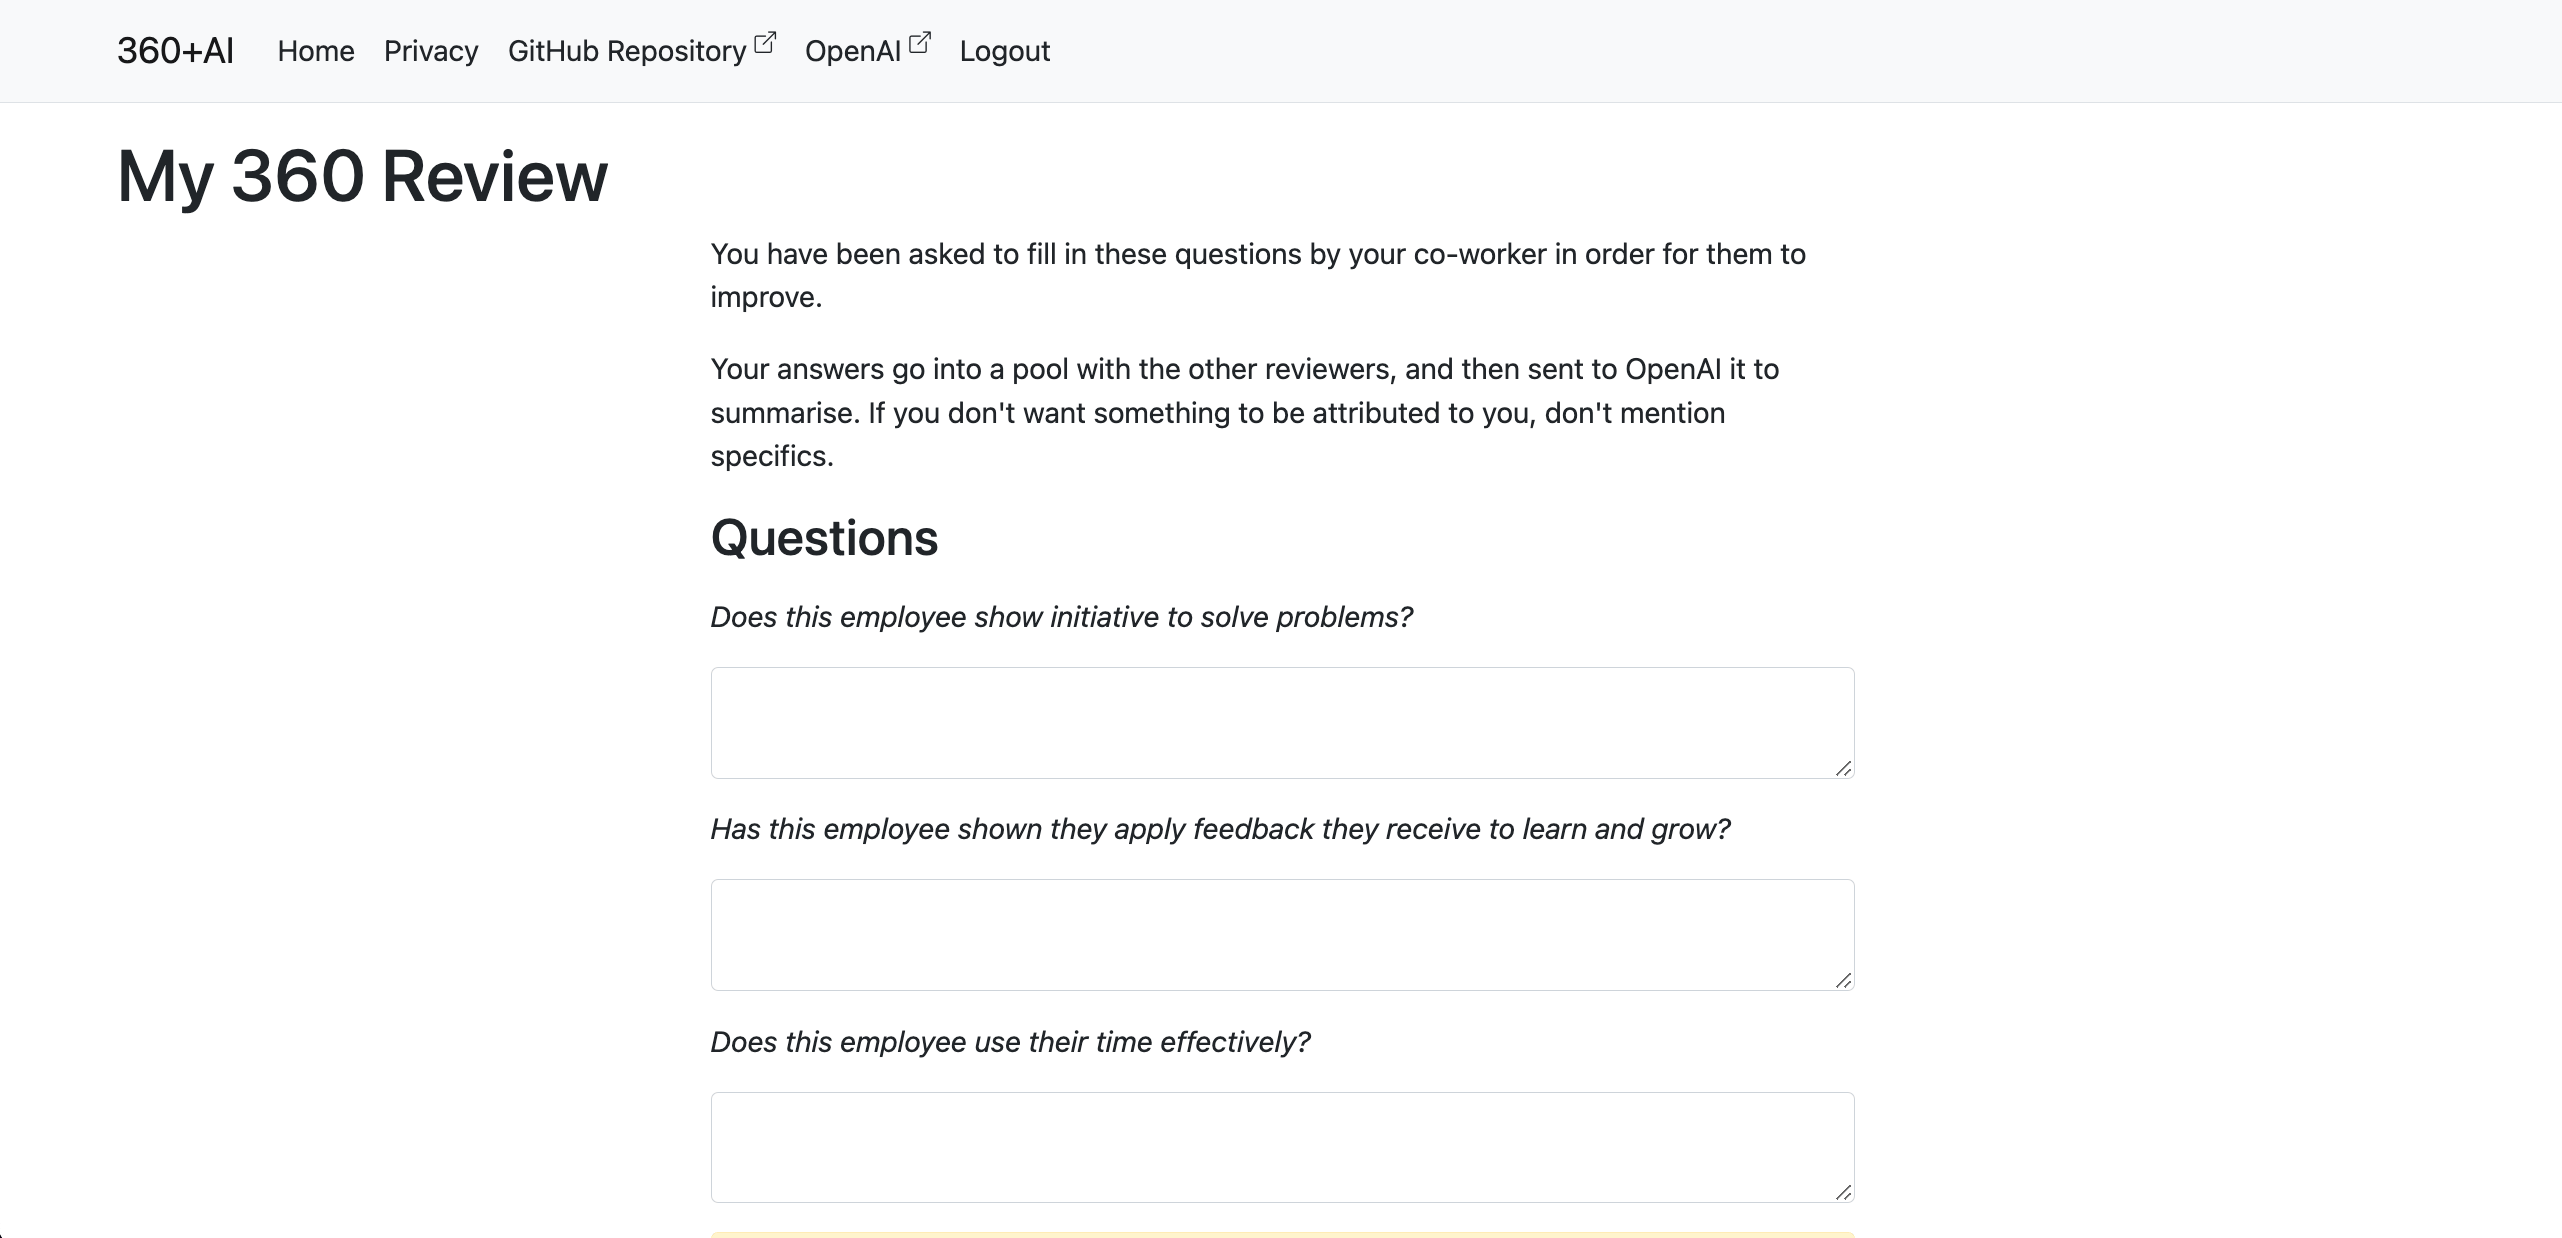 360+AI Home Privacy GitHub Repository OpenAI Logout
My 360 Review
You have been asked to fill in these questions by your co-worker in order for them to
improve.
Your answers go into a pool with the other reviewers, and then sent to OpenAI it to
summarise. If you don't want something to be attributed to you, don't mention
specifics.
Questions
Does this employee show initiative to solve problems?
Has this employee shown they apply feedback they receive to learn and grow?
Does this employee use their time effectively?